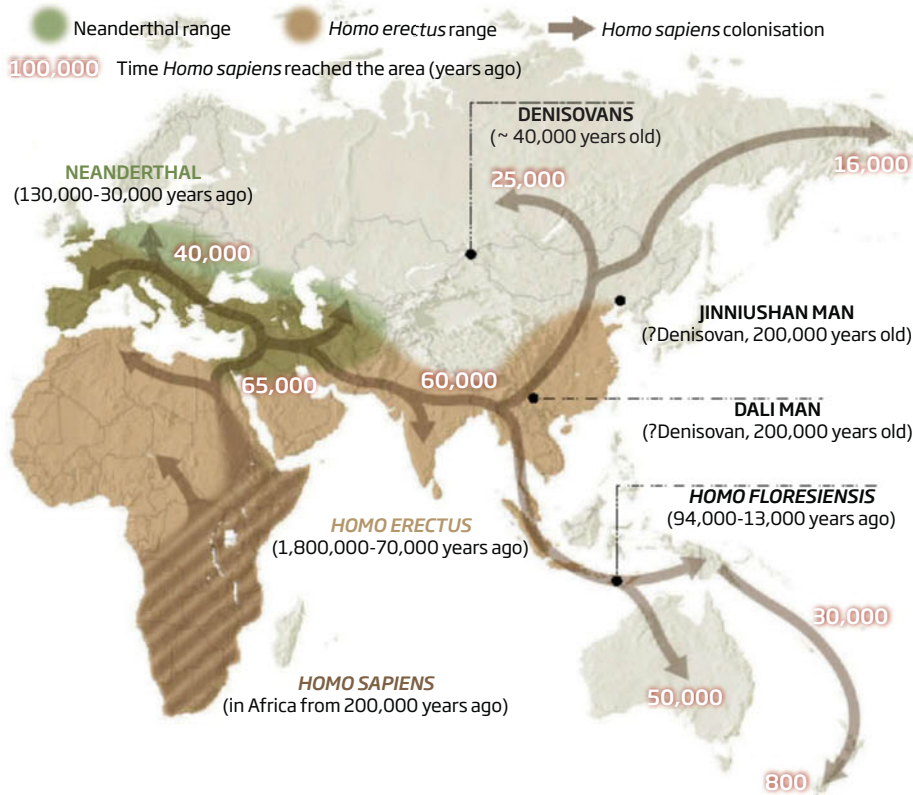 Neanderthal range
Homo erectus range
Homo sapiens colonisation
100,000 Time Homo sapiens reached the area (years ago)
DENISOVANS
(~ 40,000 years old)
25,000
16,000
NEANDERTHAL
(130,000-30,000 years ago)
40,000
JINNIUSHAN MAN
(?Denisovan, 200,000 years old)
65,000
60,000
DALI MAN
(?Denisovan, 200,000 years old)
HOMO FLORESIENSIS
(94,000-13,000 years ago)
HOMO ERECTUS
(1,800,000-70,000 years ago)
30,000
HOMO SAPIENS
(in Africa from 200,000 years ago)
50,000
800